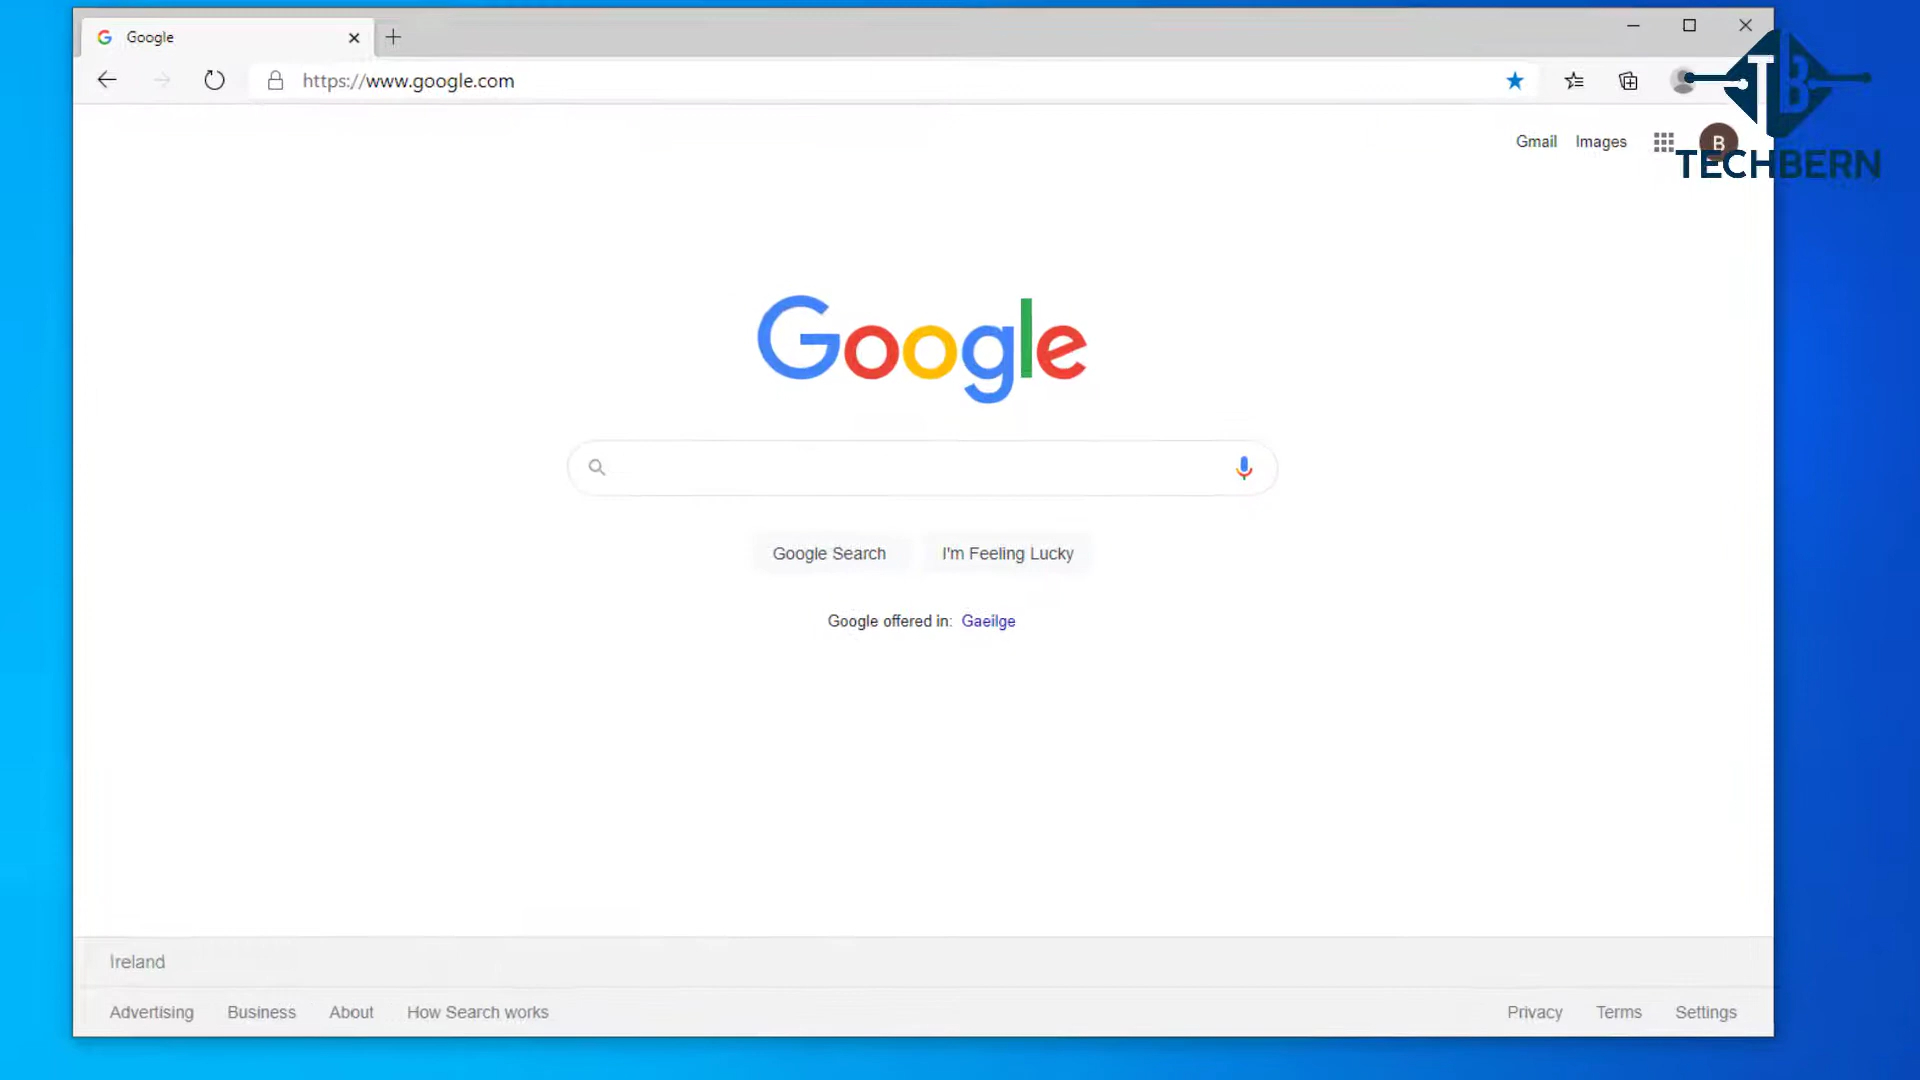 Google
https://www.google.com
TB
TECHBERN
Gmail Images
B
Google
Google Search I'm Feeling Lucky
Google offered in: Gaeilge
Ireland
Advertising Business About How Search works Privacy Terms Settings